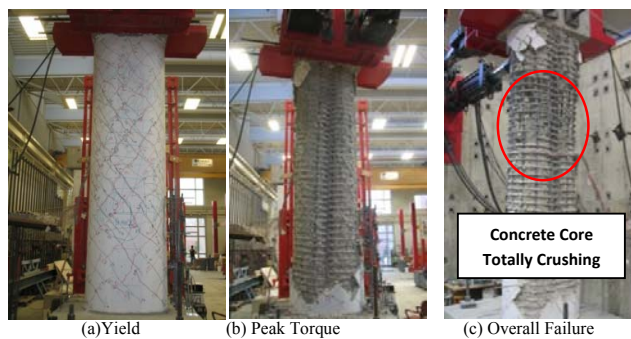 Concrete Core
Totally Crushing
(a)Yield
(b) Peak Torque
(c) Overall Failure